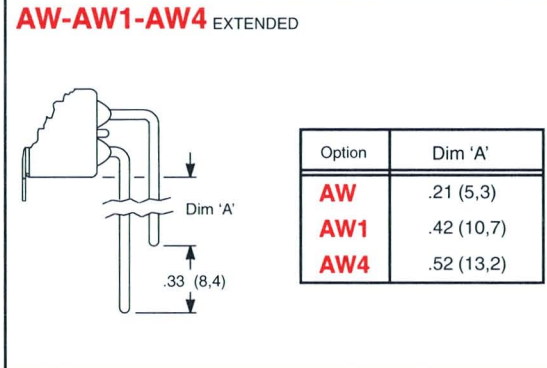 AW-AW1-AW4 EXTENDED
Dim 'A'
.33 (8,4)
Option Dim 'A'
AW .21 (5,3)
AW1 .42 (10,7)
AW4 .52 (13,2)